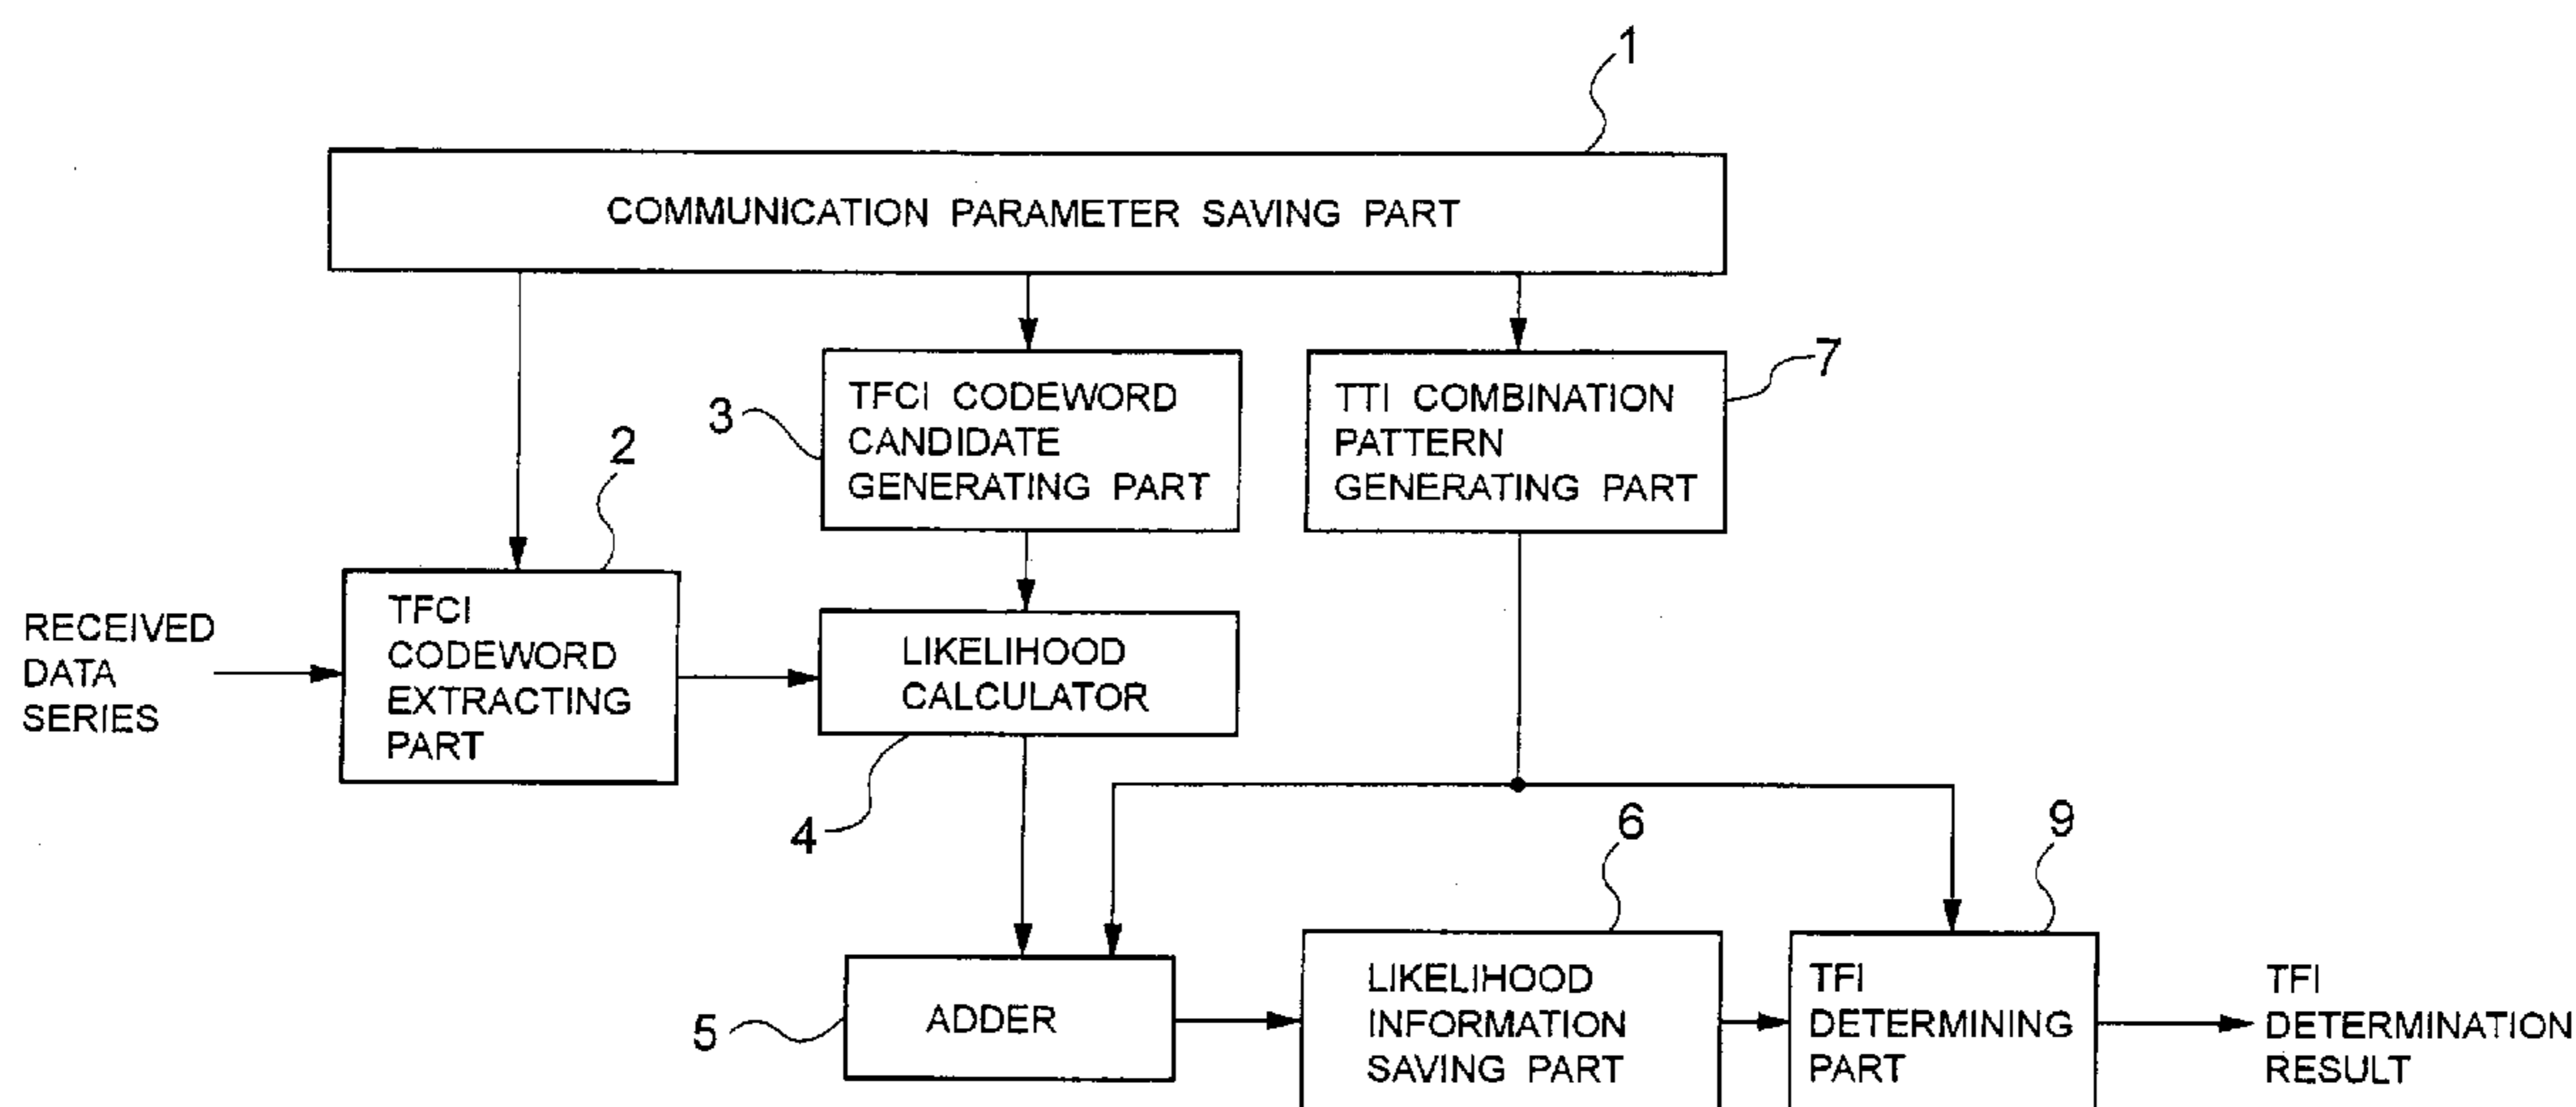 1
COMMUNICATION PARAMETER SAVING PART
3
TFCI CODEWORD
CANDIDATE
GENERATING PART
TTI COMBINATION
PATTERN
GENERATING PART
7
2
RECEIVED
DATA
SERIES
TFCI
CODEWORD
EXTRACTING
PART
LIKELIHOOD
CALCULATOR
4
6
9
5
ADDER
LIKELIHOOD
INFORMATION
SAVING PART
TFI
DETERMINING
PART
TFI
DETERMINATION
RESULT